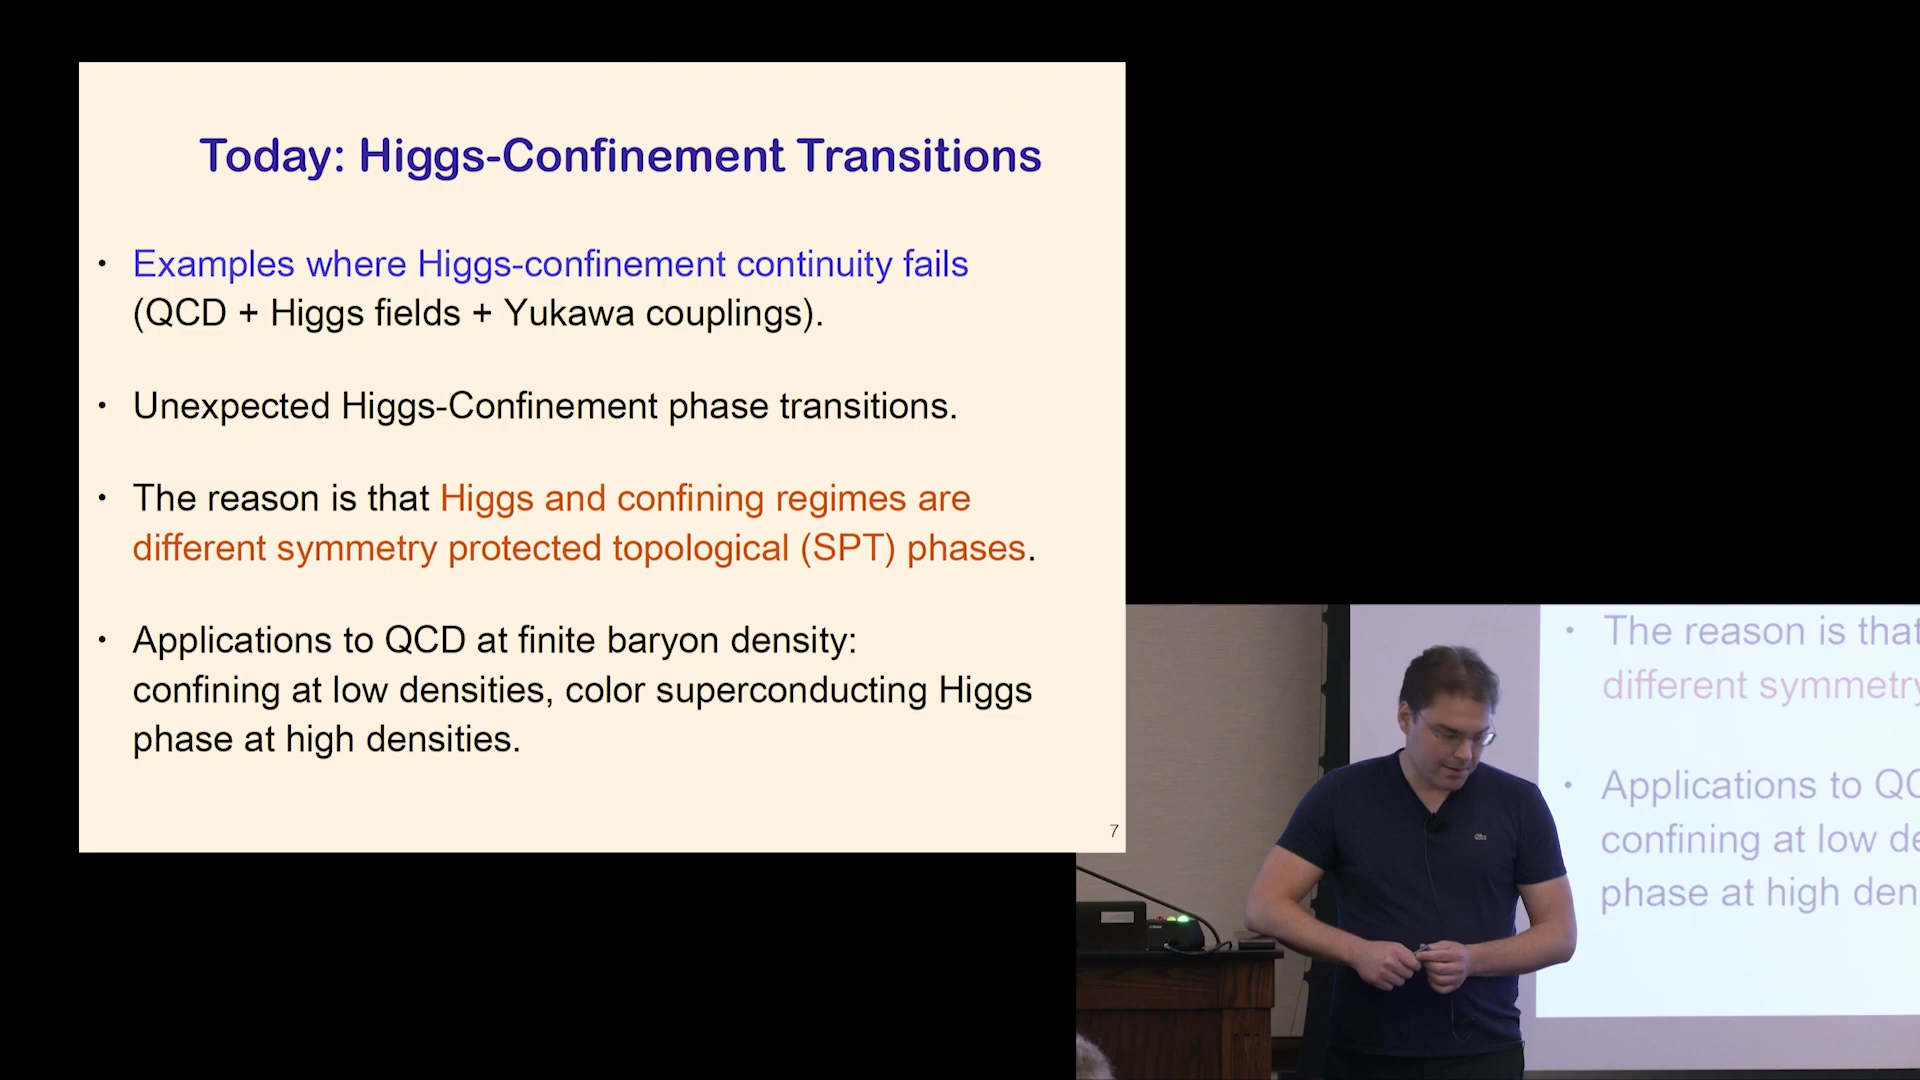 Today: Higgs-Confinement Transitions
• Examples where Higgs-confinement continuity fails
(QCD + Higgs fields + Yukawa couplings).
• Unexpected Higgs-Confinement phase transitions.
• The reason is that Higgs and confining regimes are
different symmetry protected topological (SPT) phases.
• Applications to QCD at finite baryon density:
confining at low densities, color superconducting Higgs
phase at high densities.
7
• The reason is that
different symmetry
• Applications to
confining at low
phase at high